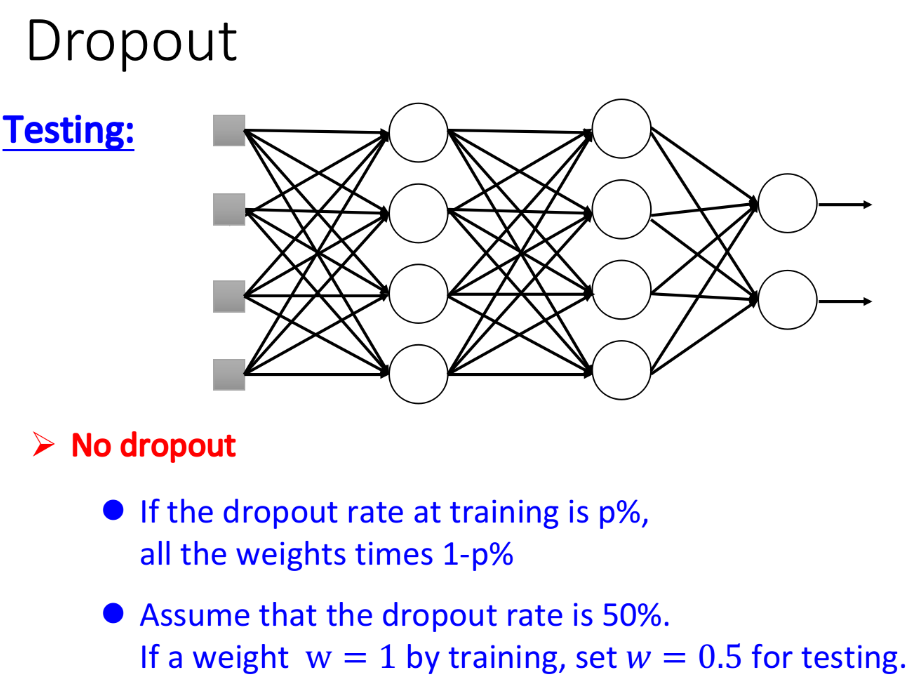 Dropout
Testing:
No dropout
If the dropout rate at training is p%,
all the weights times 1-p%
Assume that the dropout rate is 50%.
If a weight w = 1 by training, set 𝑤 = 0.5 for testing.